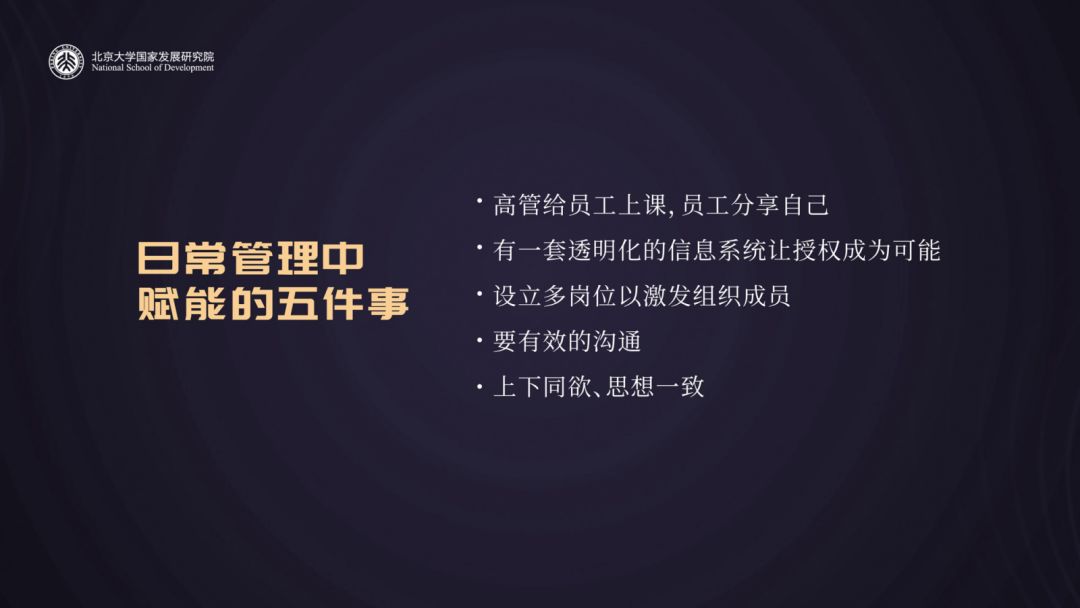 北京大学国家发展研究院
National School of Development
日常管理中
赋能的五件事
· 高管给员工上课, 员工分享自己
· 有一套透明化的信息系统让授权成为可能
· 设立多岗位以激发组织成员
· 要有效的沟通
· 上下同欲、思想一致